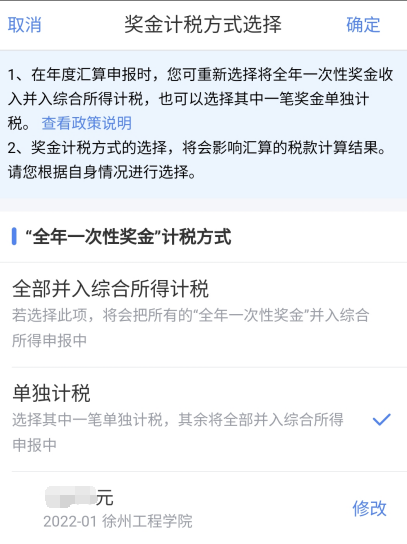 取消 奖金计税方式选择 确定
1、在年度汇算申报时，您可重新选择将全年一次性奖金收
入并入综合所得计税，也可以选择其中一笔奖金单独计
税。 查看政策说明
2、奖金计税方式的选择，将会影响汇算的税款计算结果。
请您根据自身情况进行选择。
“全年一次性奖金”计税方式
全部并入综合所得计税
若选择此项，将会把所有的“全年一次性奖金”并入综合
所得申报中
单独计税
选择其中一笔单独计税，其余将全部并入综合所得
申报中
元
2022-01 徐州工程学院
修改